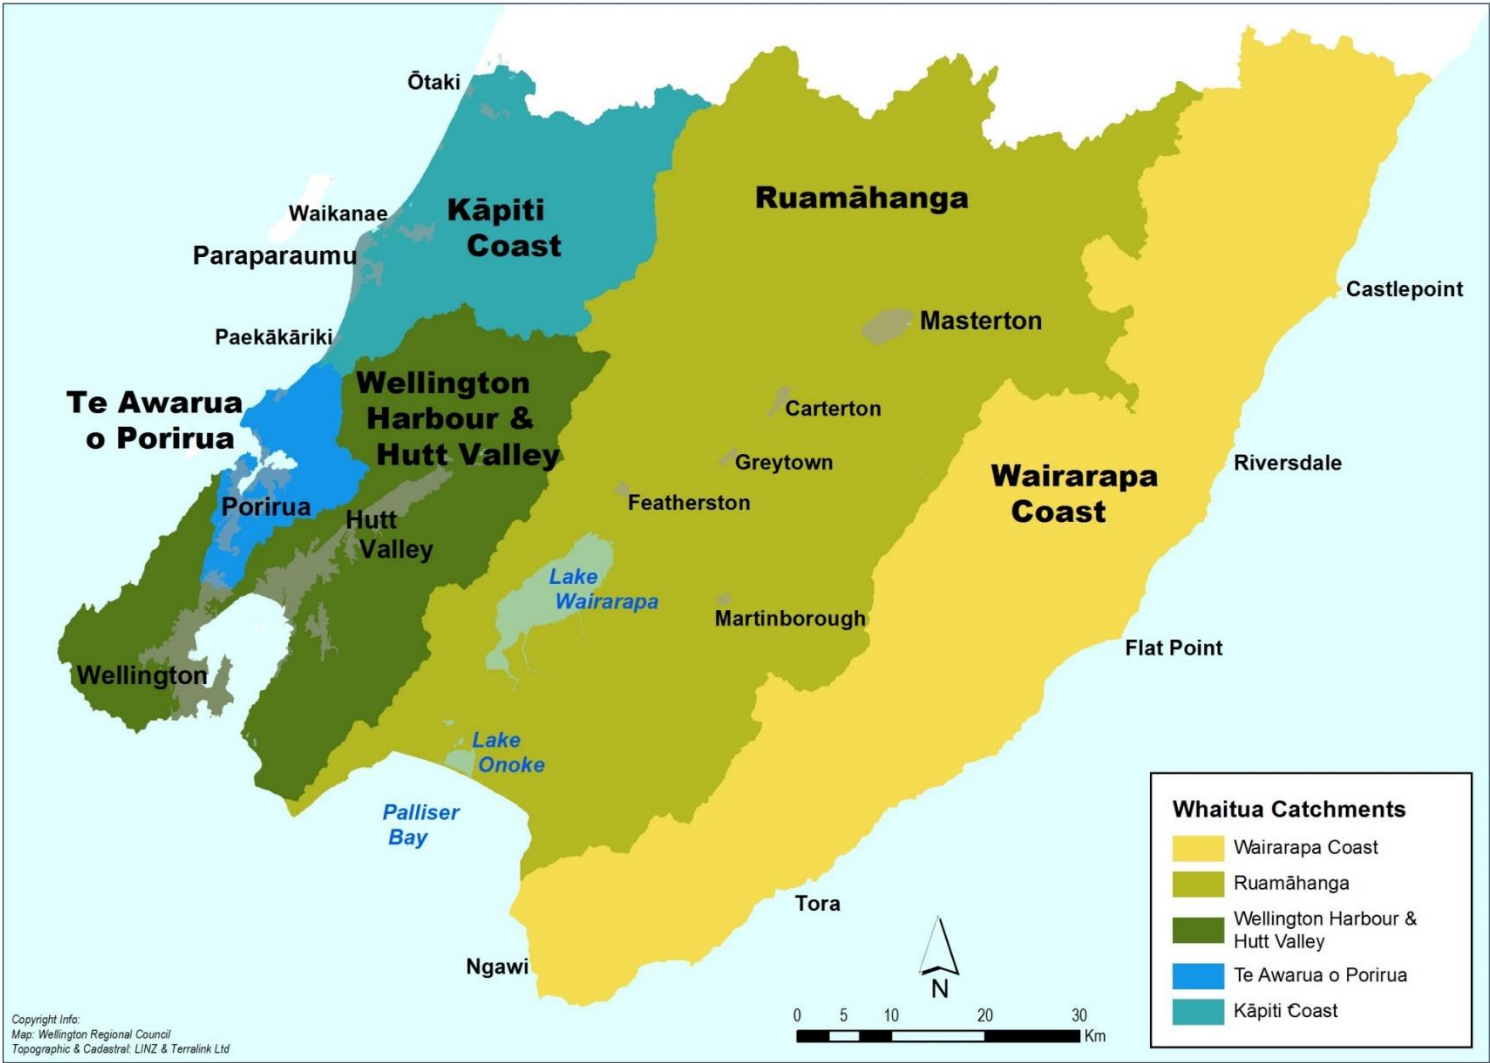 Ōtaki
Waikanae
Paraparaumu
Paekākāriki
Kāpiti
Coast
Ruamāhanga
Masterton
Castlepoint
Te Awarua
o Porirua
Wellington
Harbour &
Hutt Valley
Carterton
Greytown
Featherston
Riversdale
Porirua
Hutt
Valley
Wairarapa
Coast
Lake
Wairarapa
Martinborough
Flat Point
Wellington
Lake
Onoke
Palliser
Bay
Tora
Ngawi
N
0 5 10 20 30
Km
Whaitua Catchments
Wairarapa Coast
Ruamāhanga
Wellington Harbour &
Hutt Valley
Te Awarua o Porirua
Kāpiti Coast
Copyright Info:
Map: Wellington Regional Council
Topographic & Cadastral: LINZ & Terralink Ltd